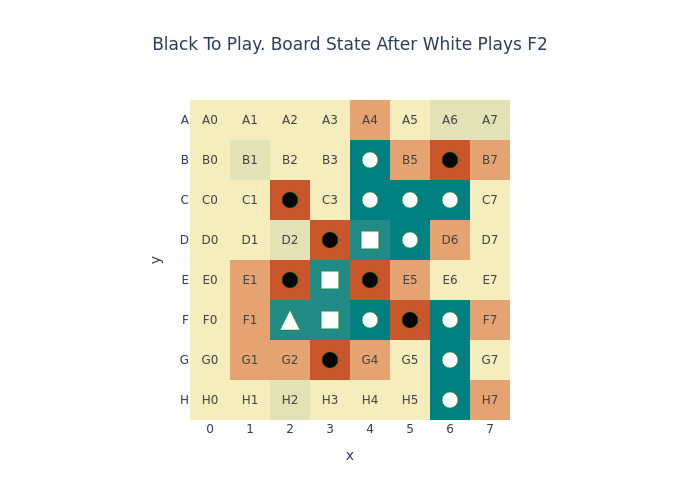 Black To Play. Board State After White Plays F2
A A0 A1 A2 A3 A4 A5 A6 A7
B B0 B1 B2 B3 B5 B7
C C0 C1 C3 C7
D D0 D1 D2 D6 D7
E E0 E1 E5 E6 E7
F F0 F1 F7
G G0 G1 G2 G4 G5 G7
H H0 H1 H2 H3 H4 H5 H7
0 1 2 3 4 5 6 7
x
y